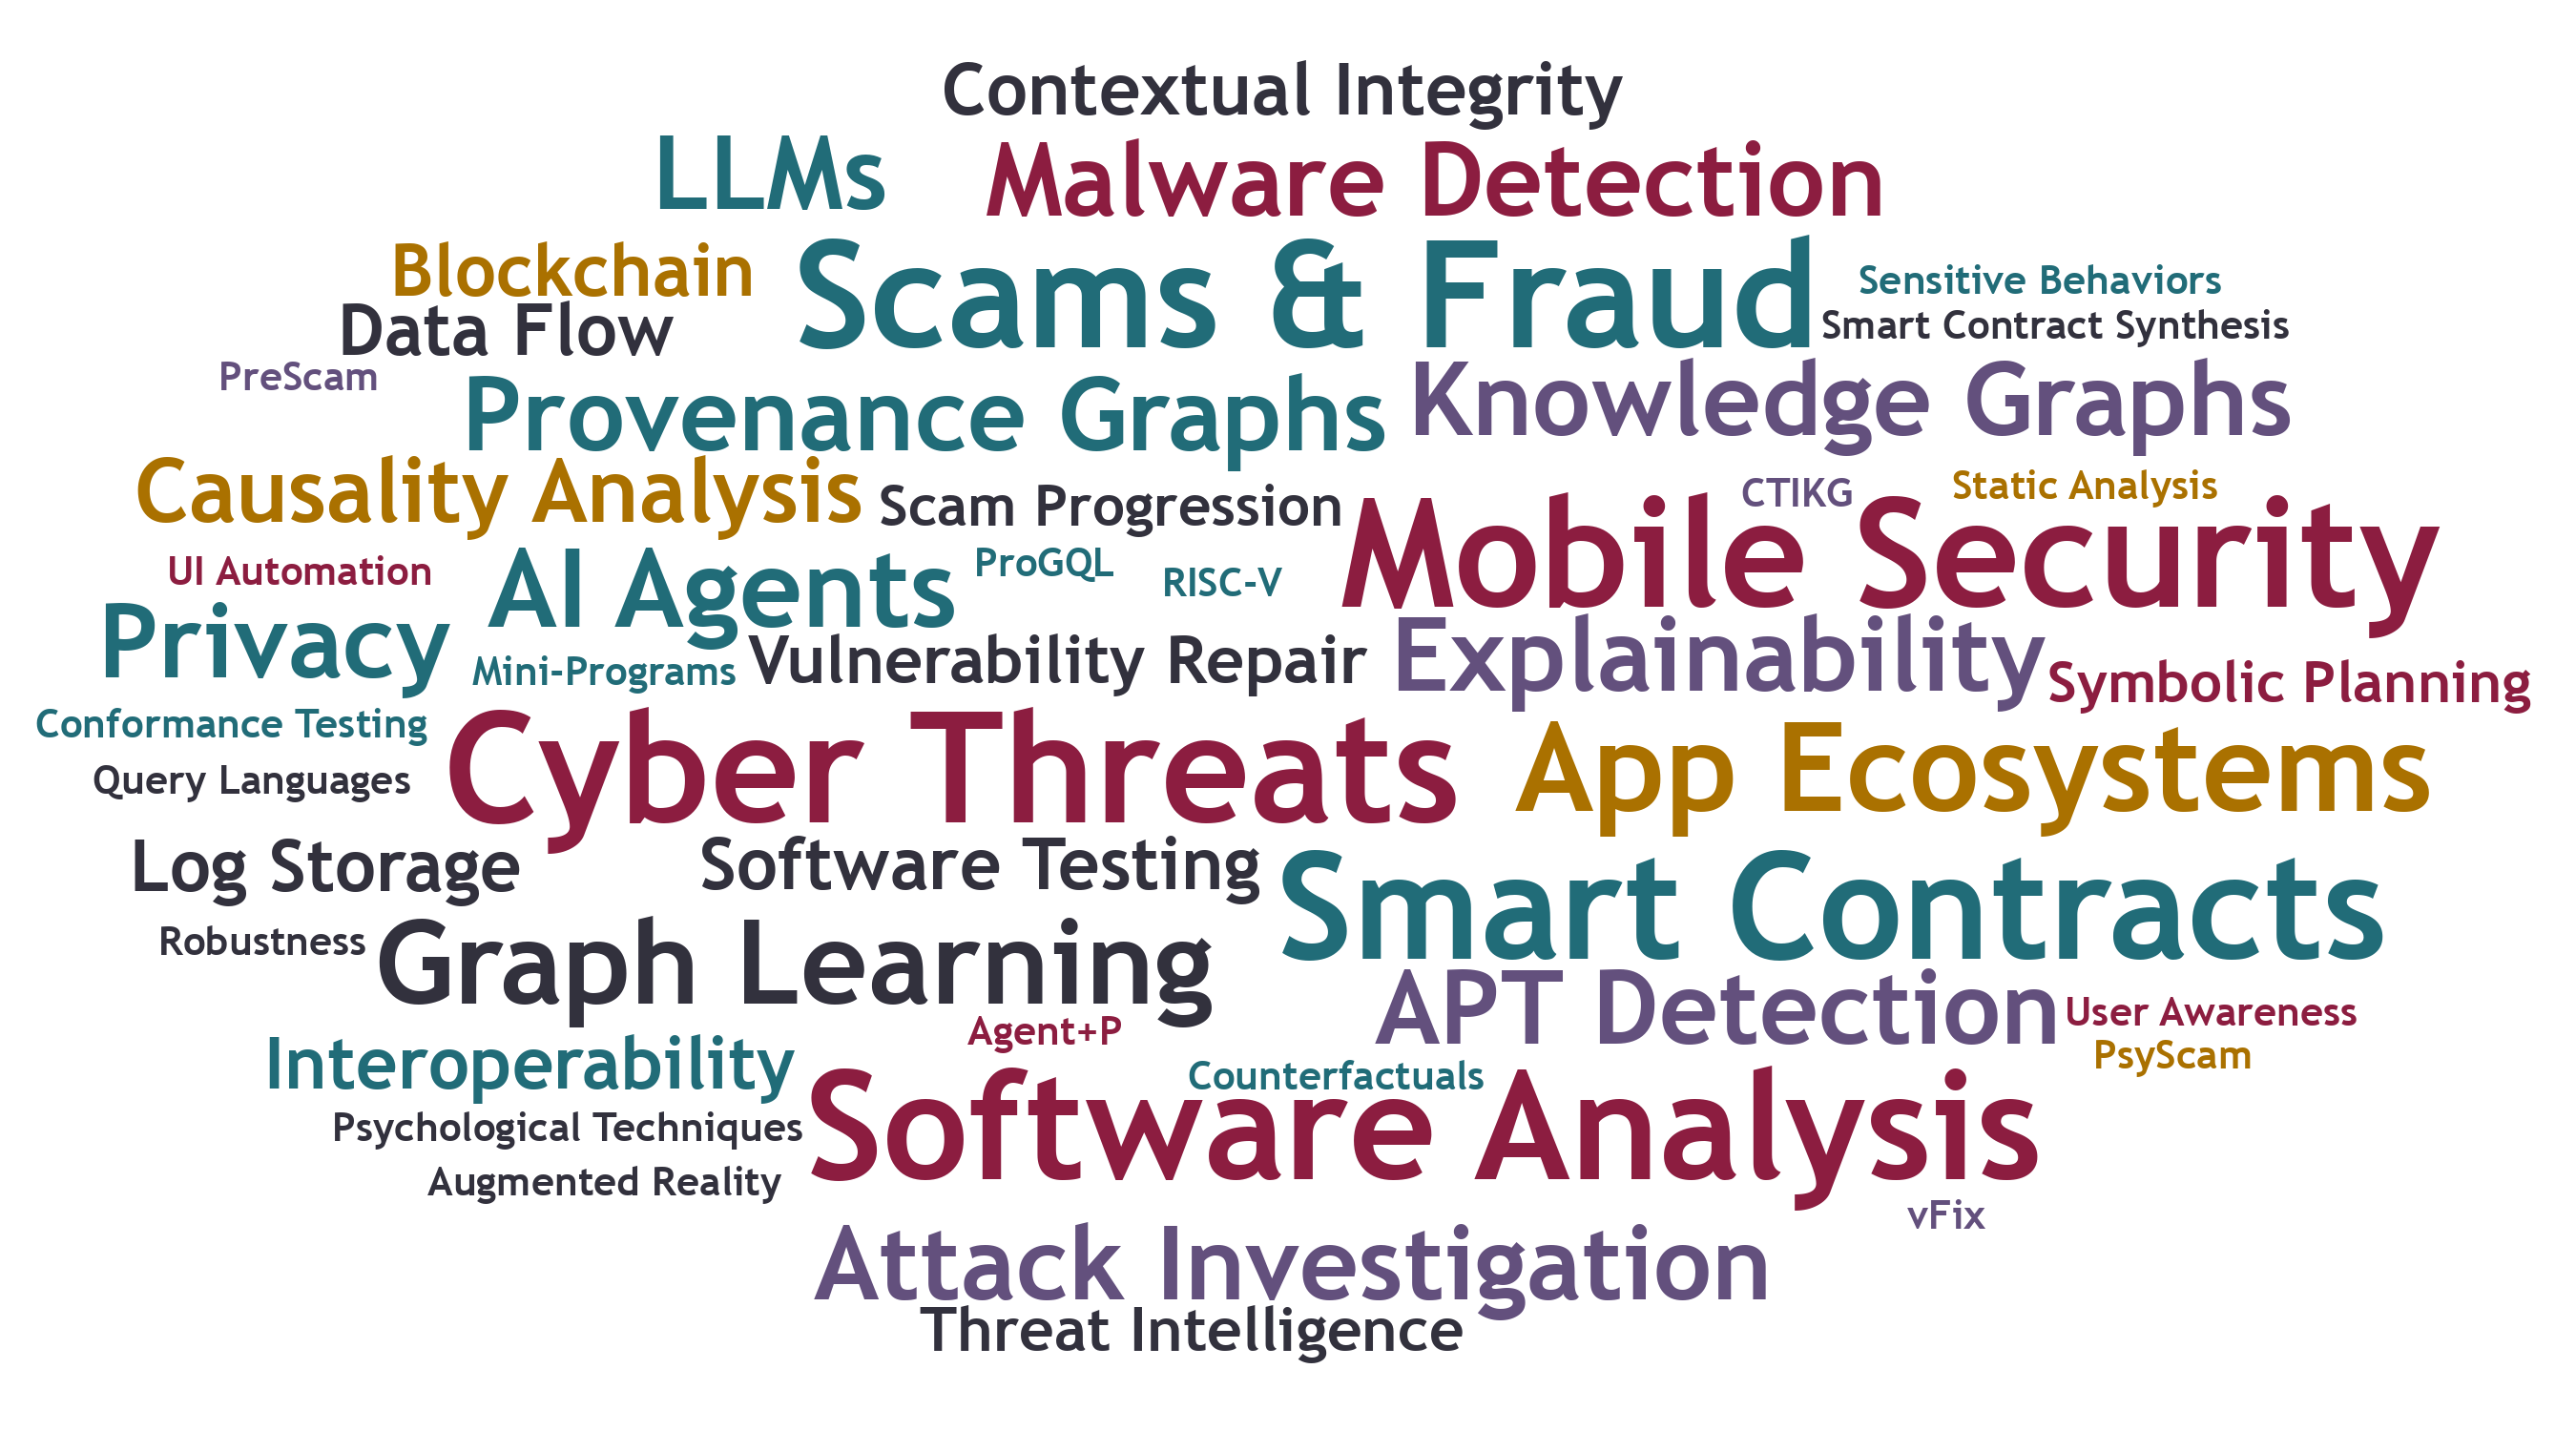 Contextual Integrity
LLMs
Malware Detection
Blockchain
Scams & Fraud
Sensitive Behaviors
Data Flow
Smart Contract Synthesis
PreScam
Provenance Graphs
Knowledge Graphs
Causality Analysis
Scam Progression
CTIKG
Static Analysis
Mobile Security
UI Automation
AI Agents
ProGQL
RISC-V
Privacy
Mini-Programs
Vulnerability Repair
Explainability
Symbolic Planning
Conformance Testing
Cyber Threats
App Ecosystems
Query Languages
Log Storage
Software Testing
Smart Contracts
Robustness
Graph Learning
APT Detection
User Awareness
Agent+P
PsyScam
Interoperability
Counterfactuals
Psychological Techniques
Software Analysis
Augmented Reality
vFix
Attack Investigation
Threat Intelligence